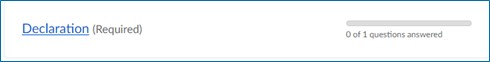 Declaration (Required)
0 of 1 questions answered